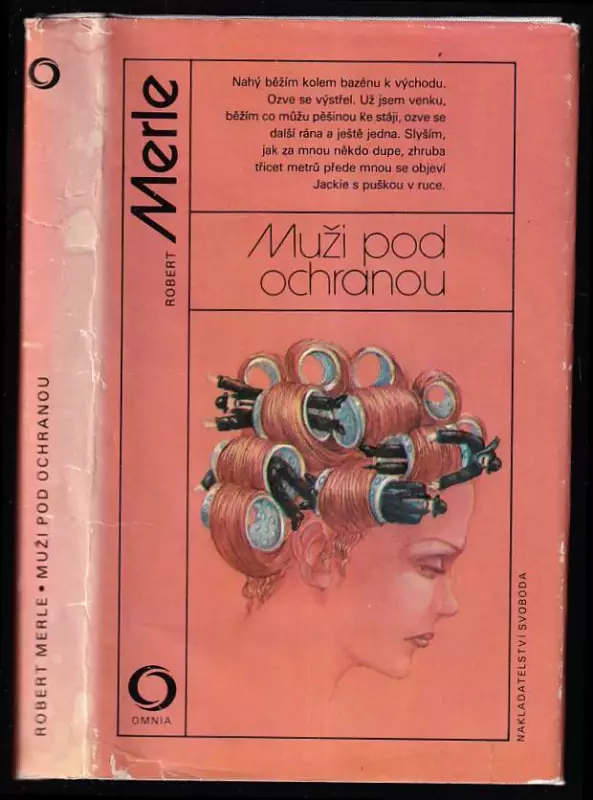 ROBERT MERLE • MUŽI POD OCHRANOU
ROBERT Merle
Nahý běžím kolem bazénu k východu.
Ozve se výstřel. Už jsem venku,
běžím co můžu pěšinou ke stáji, ozve se
další rána a ještě jedna. Slyším,
jak za mnou někdo dupe, zhruba
třicet metrů přede mnou se objeví
Jackie s puškou v ruce.
Muži pod
ochranou
OMNIA
NAKLADATELSTVÍ SVOBODA